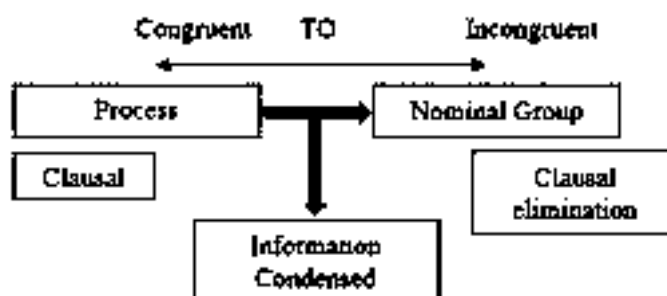 Congruent TO Incongruent
Process Nominal Group
Clausal Clausal
elimination
Information
Condensed